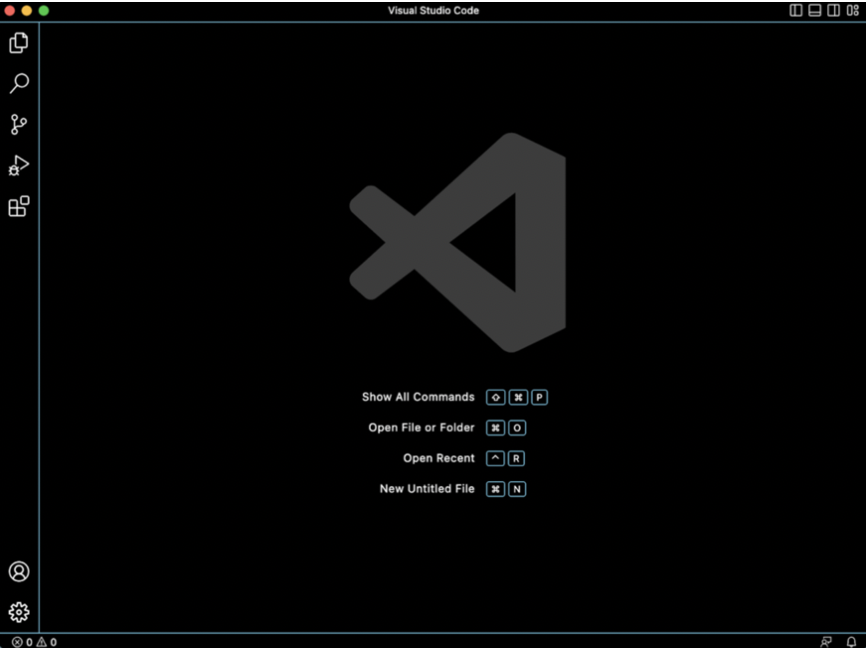 Visual Studio Code
Show All Commands ⇧ ⌘ P
Open File or Folder ⌘ O
Open Recent ^ R
New Untitled File ⌘ N
0 0